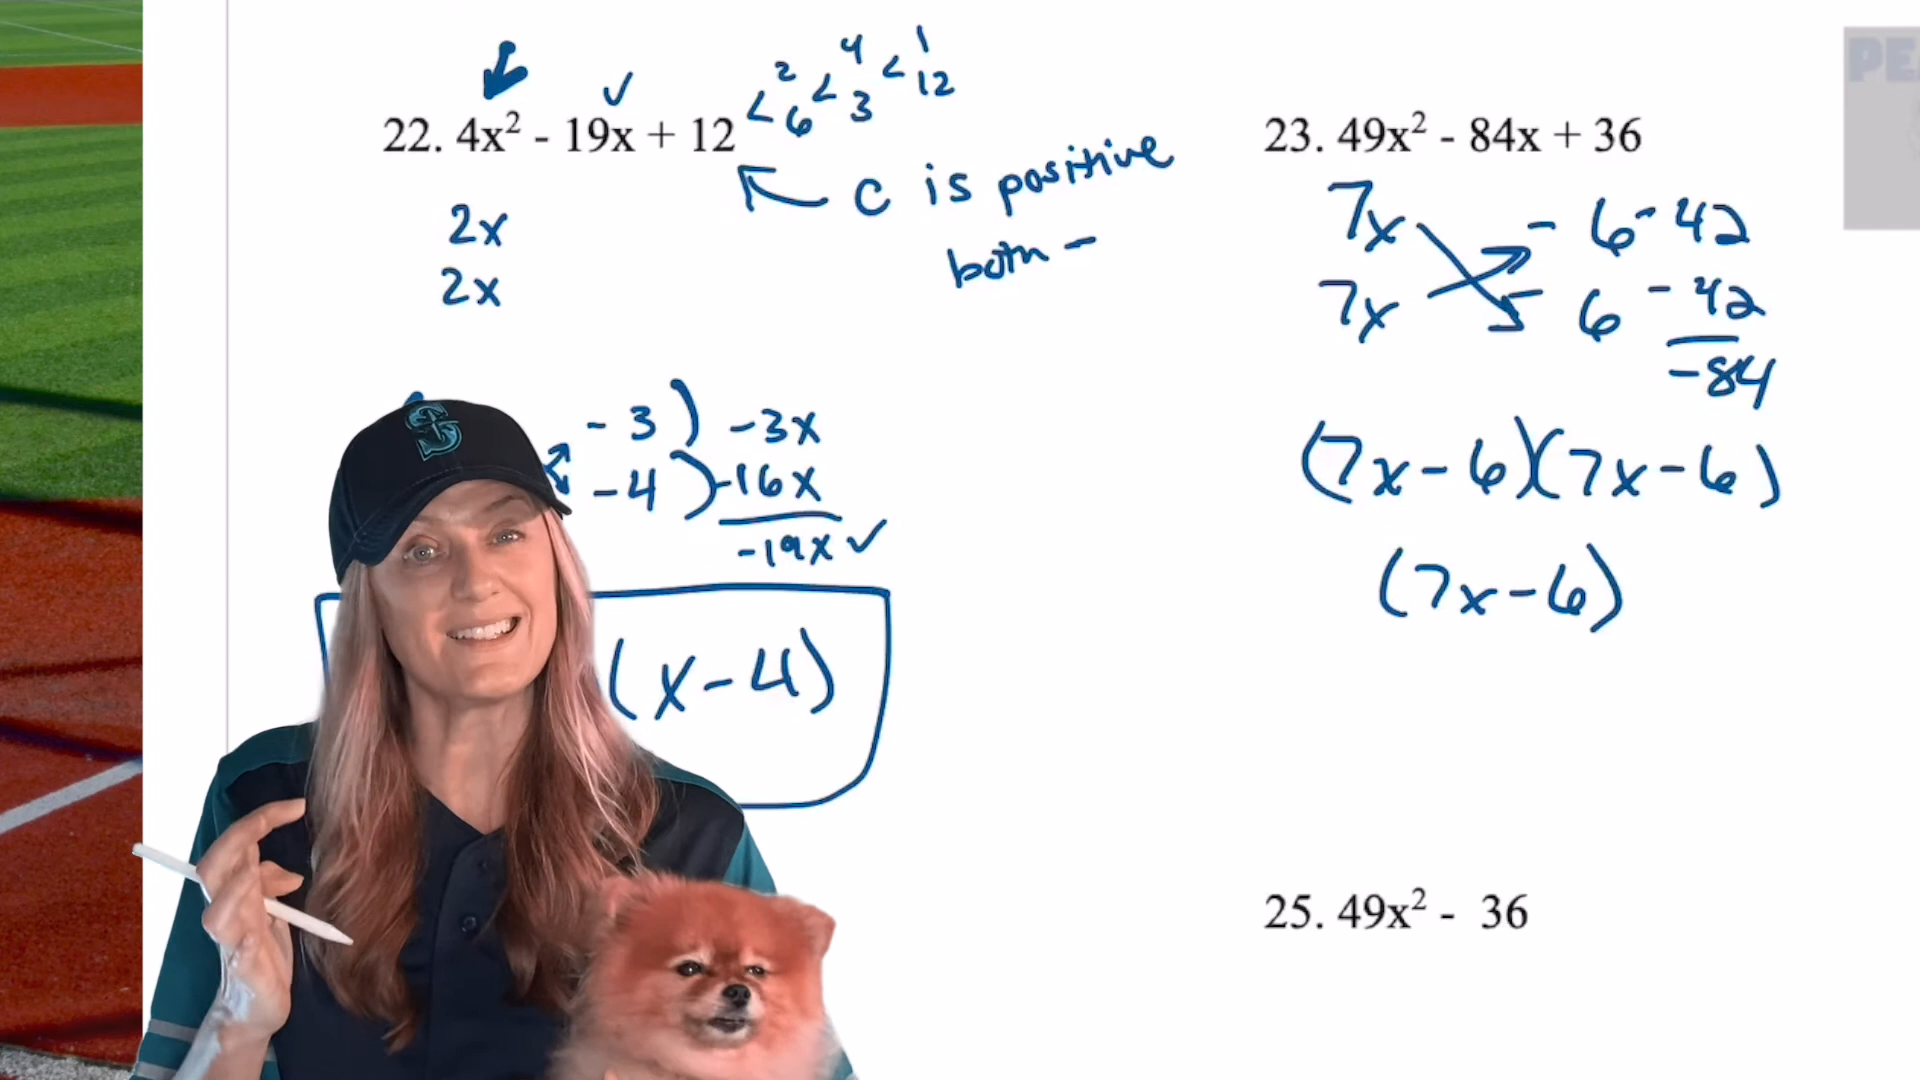 22. 4x² - 19x + 12
< 2 6 < 4 3 < 1 12
✓
C is positive
both -
2x
2x
- 3 ) -3x
- 4 ) -16x
-19x ✓
(x - 4)
23. 49x² - 84x + 36
7x - 6 - 42
7x - 6 - 42
- 84
(7x - 6)(7x - 6)
(7x - 6)
25. 49x² - 36
S
PE